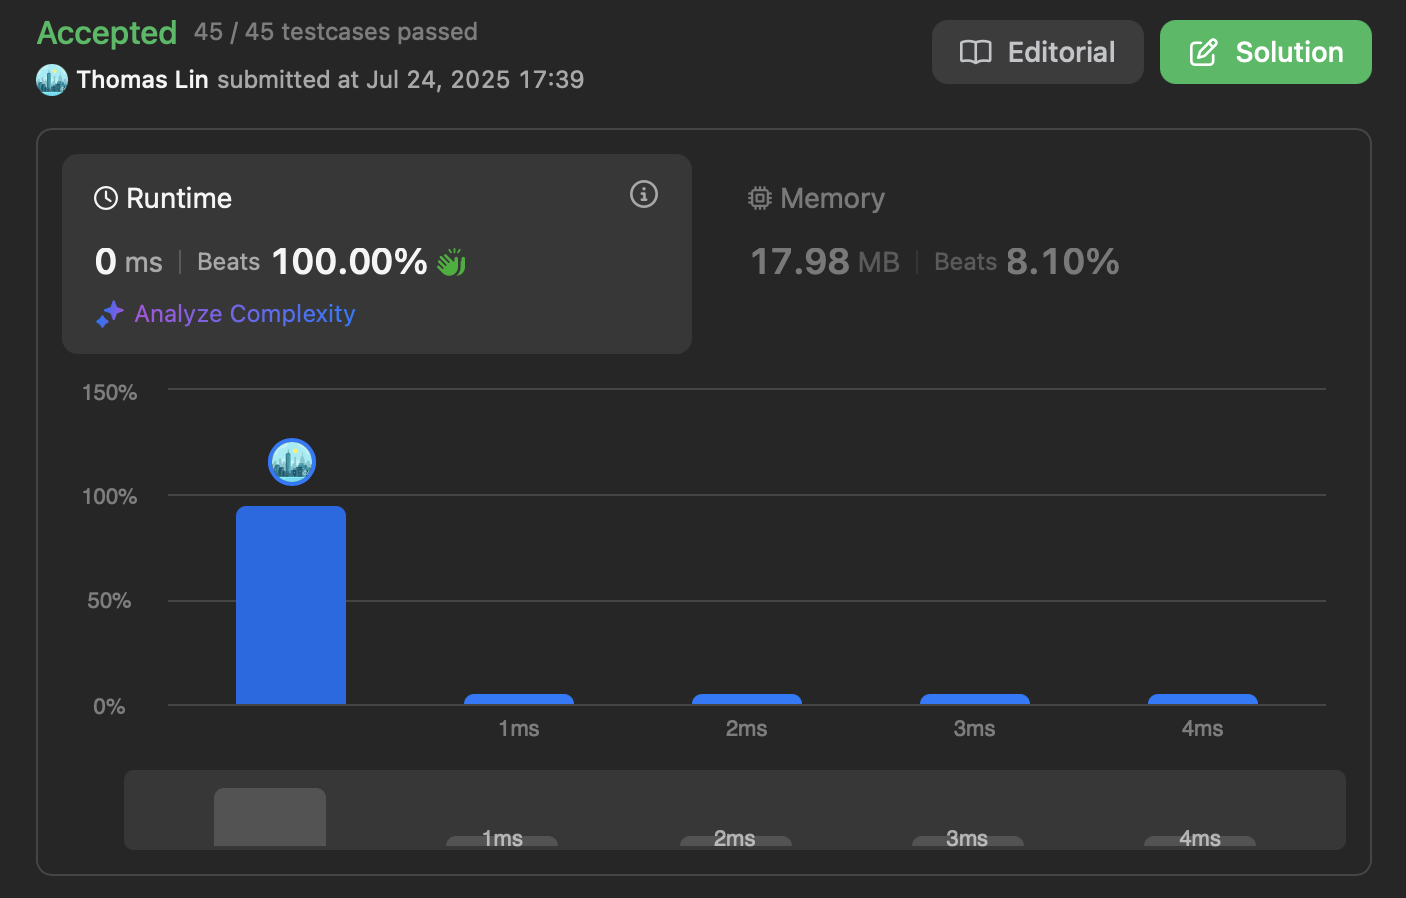 Accepted 45 / 45 testcases passed
Editorial
Solution
Thomas Lin submitted at Jul 24, 2025 17:39
Runtime
0 ms | Beats 100.00%
Analyze Complexity
Memory
17.98 MB | Beats 8.10%
150%
100%
50%
0%
1ms 2ms 3ms 4ms
1ms 2ms 3ms 4ms